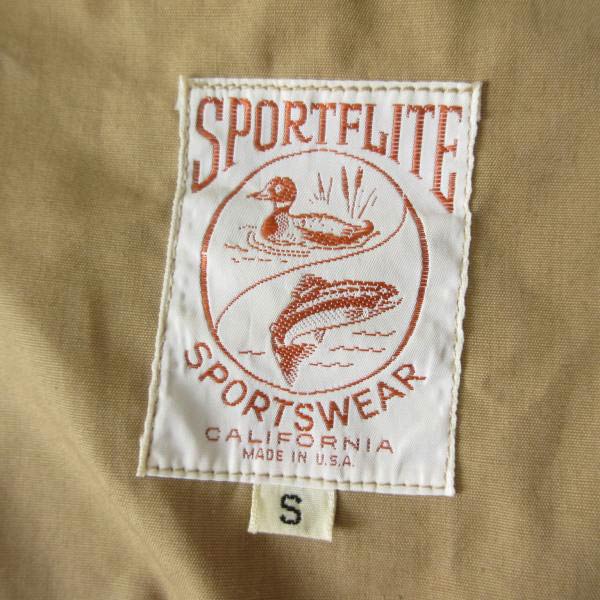 SPORTFLITE
SPORTSWEAR
CALIFORNIA
MADE IN U.S.A.
S